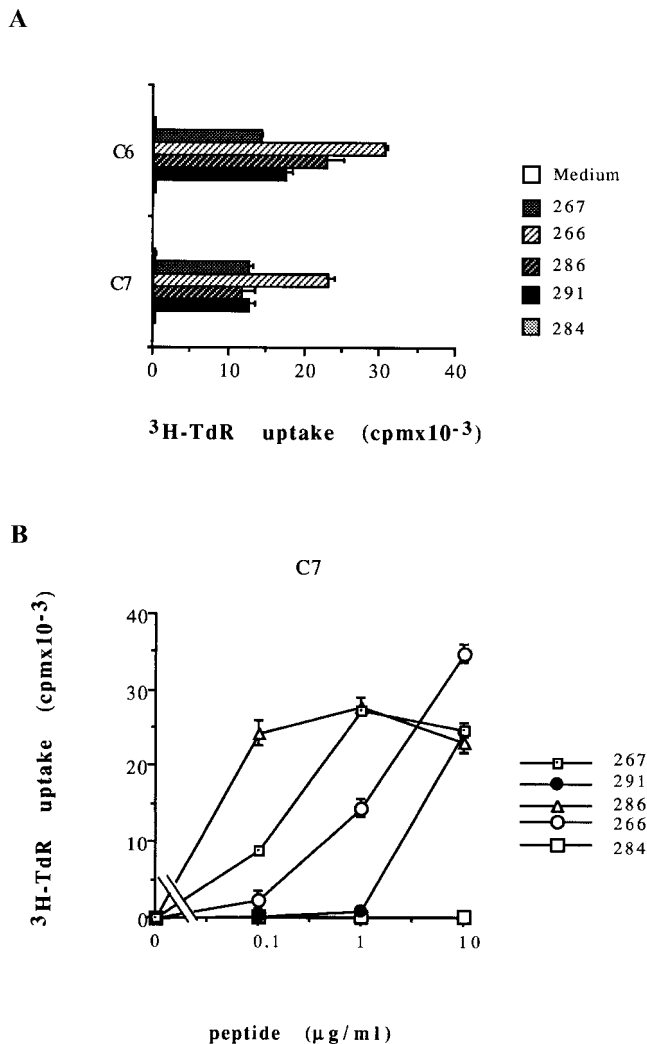 A
C6
C7
0 10 20 30 40
³H-TdR uptake (cpmx10⁻³)
Medium
267
266
286
291
284
B
C7
³H-TdR uptake (cpmx10⁻³)
40
30
20
10
0
0 0.1 1 10
peptide (µg/ml)
267
291
286
266
284